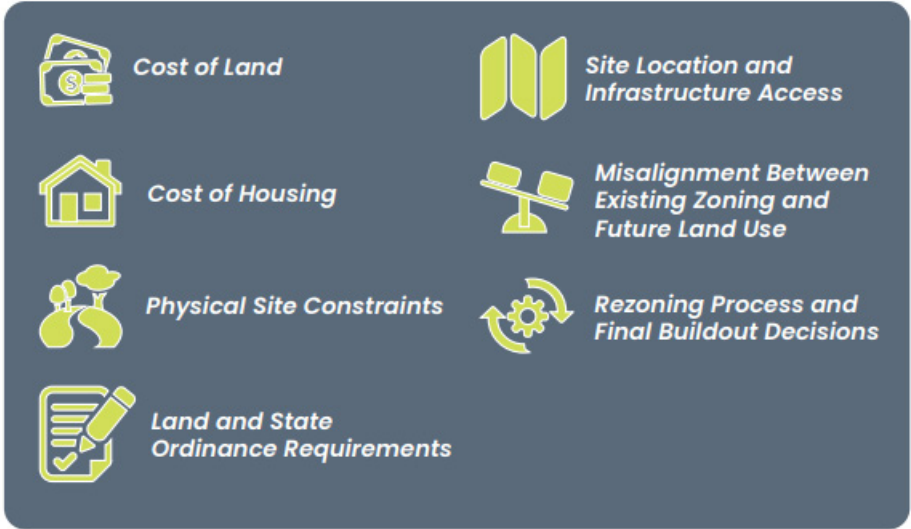 Cost of Land
Cost of Housing
Physical Site Constraints
Land and State
Ordinance Requirements
Site Location and
Infrastructure Access
Misalignment Between
Existing Zoning and
Future Land Use
Rezoning Process and
Final Buildout Decisions